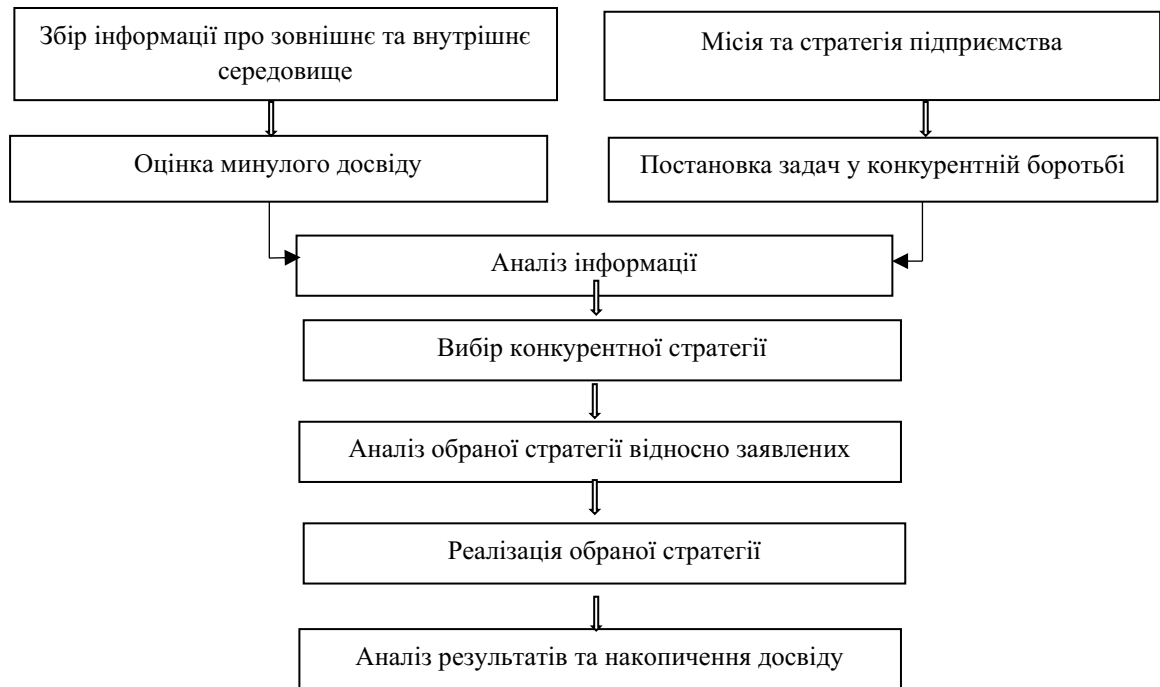 Збір інформації про зовнішнє та внутрішнє
середовище
Місія та стратегія підприємства
Оцінка минулого досвіду
Постановка задач у конкурентній боротьбі
Аналіз інформації
Вибір конкурентної стратегії
Аналіз обраної стратегії відносно заявлених
Реалізація обраної стратегії
Аналіз результатів та накопичення досвіду